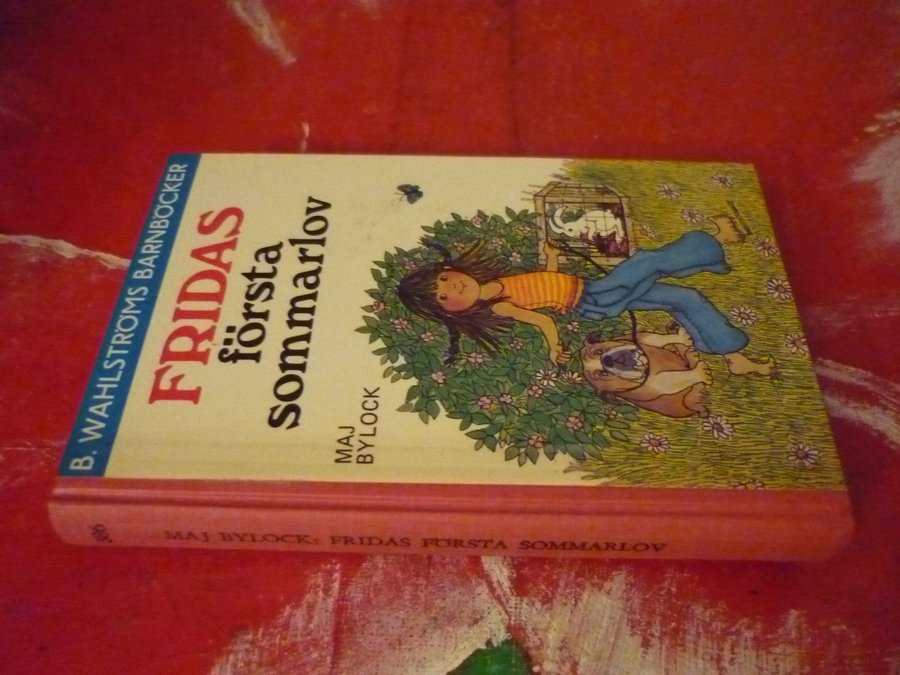 B. WAHLSTRÖMS BARNBÖCKER
FRIDAS
första
sommarlov
MAJ
BYLOCK
MAJ BYLOCK: FRIDAS FÖRSTA SOMMARLOV